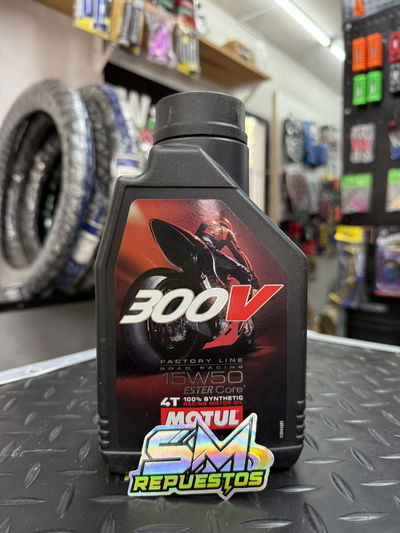 300V
FACTORY LINE
ROAD RACING
15W50
ESTER Core®
4T 100% SYNTHETIC
RACING MOTOR OIL
MOTUL
SM
REPUESTOS